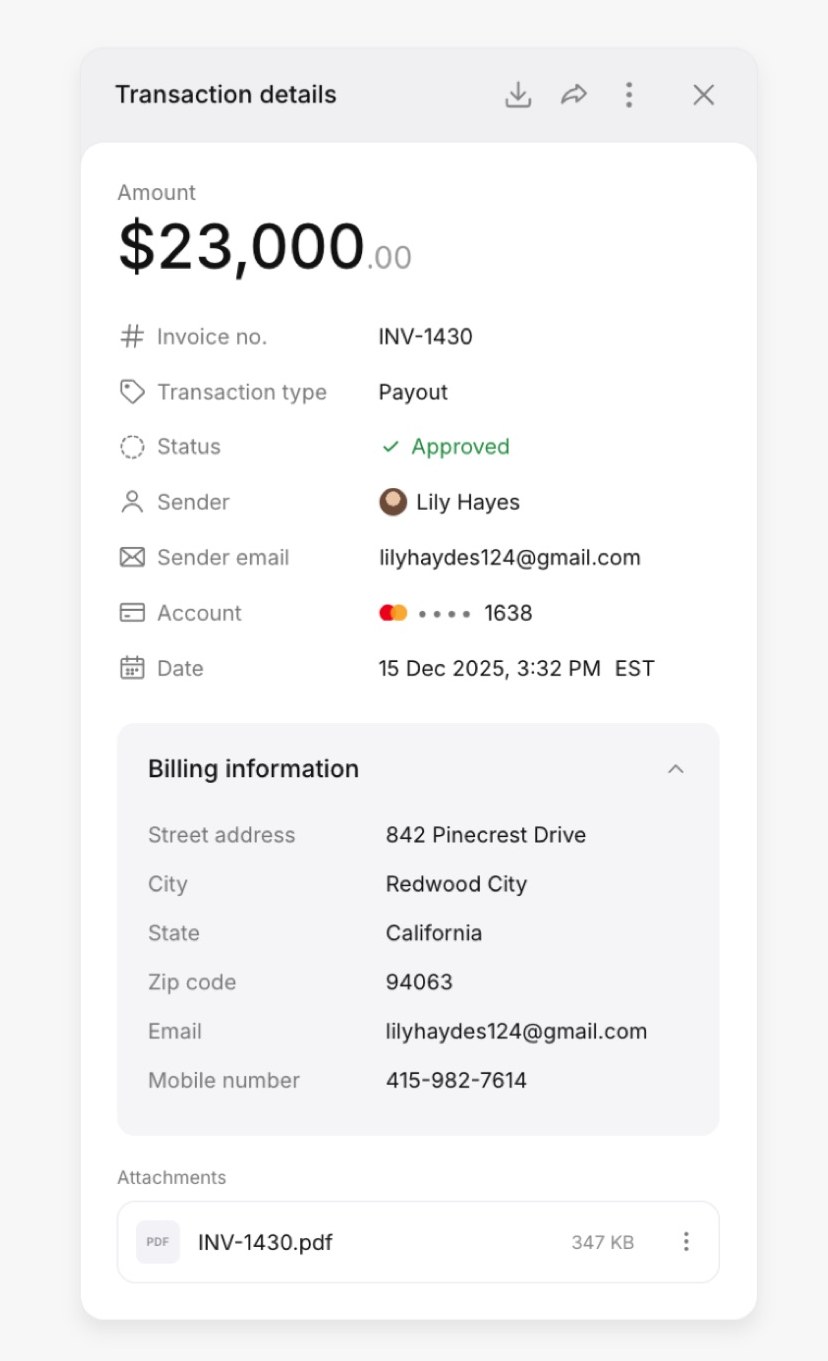 Transaction details
Amount
$23,000.00
Invoice no. INV-1430
Transaction type Payout
Status Approved
Sender Lily Hayes
Sender email lilyhaydes124@gmail.com
Account •••• 1638
Date 15 Dec 2025, 3:32 PM EST
Billing information
Street address 842 Pinecrest Drive
City Redwood City
State California
Zip code 94063
Email lilyhaydes124@gmail.com
Mobile number 415-982-7614
Attachments
PDF INV-1430.pdf 347 KB